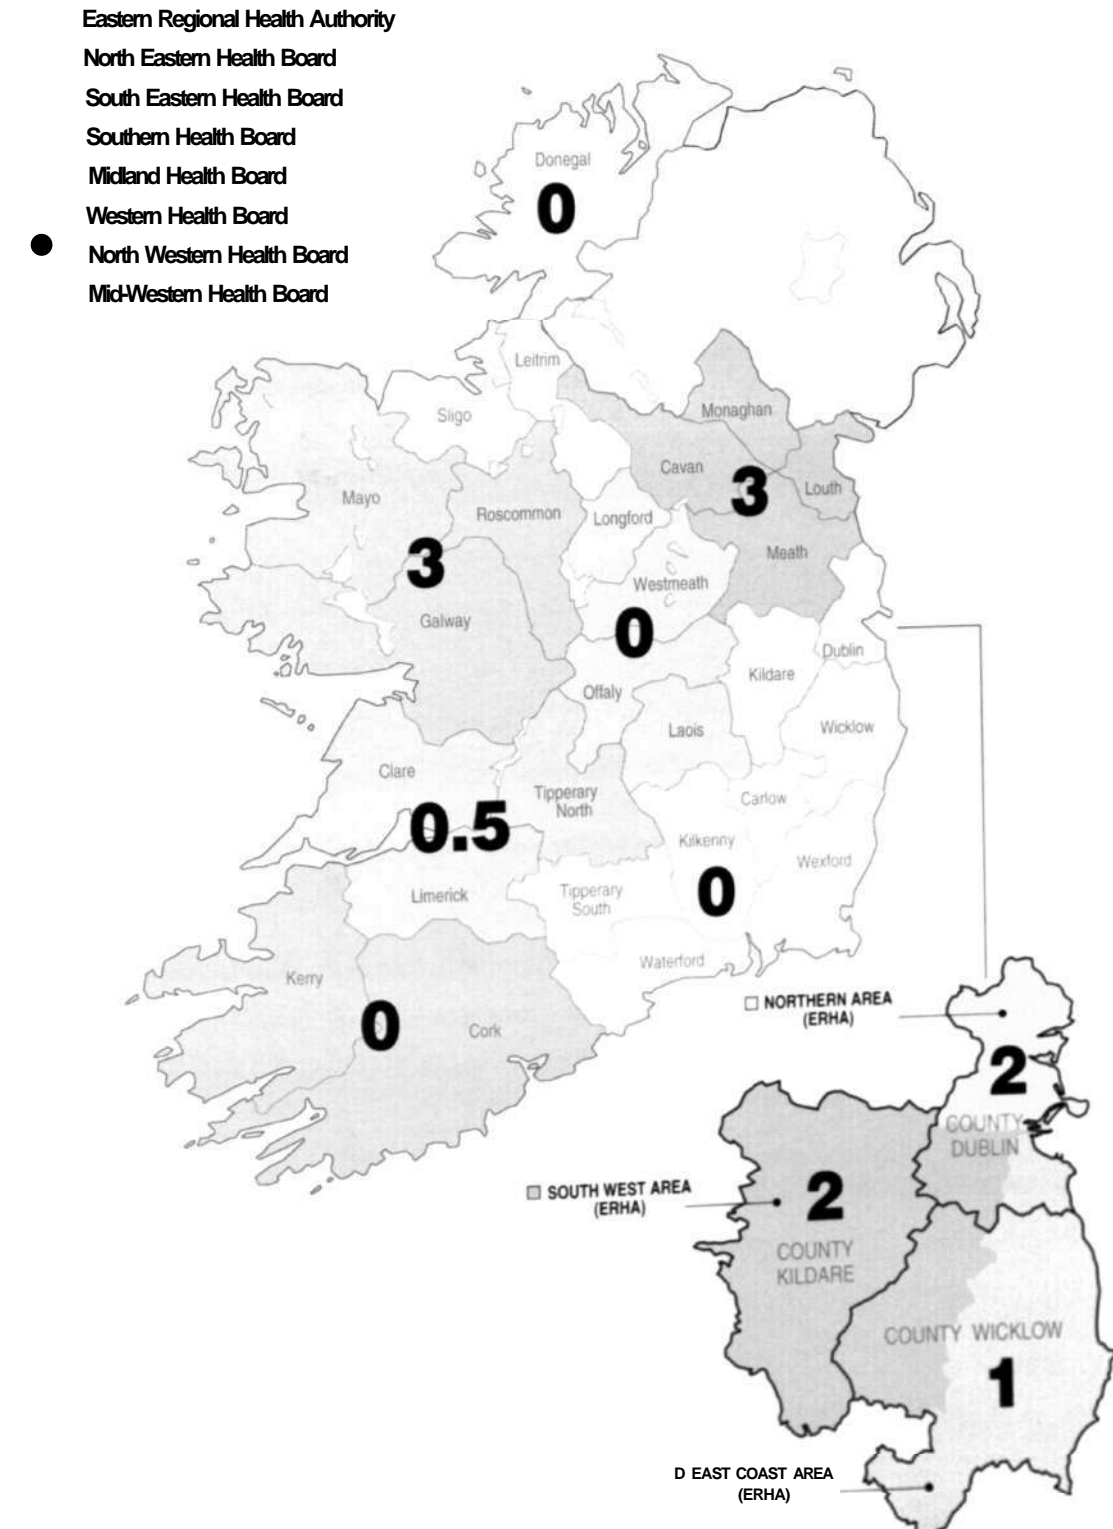 Eastern Regional Health Authority
North Eastern Health Board
South Eastern Health Board
Southern Health Board
Midland Health Board
Western Health Board
North Western Health Board
Mid-Western Health Board
Donegal
0
Leitrim
Sligo
Monaghan
Cavan
3
Louth
Mayo
Roscommon
Longford
Meath
3
Westmeath
Galway
0
Dublin
Kildare
Offaly
Laois
Wicklow
Clare
Tipperary
North
Carlow
0.5
Kilkenny
Wexford
Limerick
Tipperary
South
0
Waterford
Kerry
0
Cork
NORTHERN AREA
(ERHA)
2
COUNTY
DUBLIN
SOUTH WEST AREA
(ERHA)
2
COUNTY
KILDARE
COUNTY WICKLOW
1
D EAST COAST AREA
(ERHA)